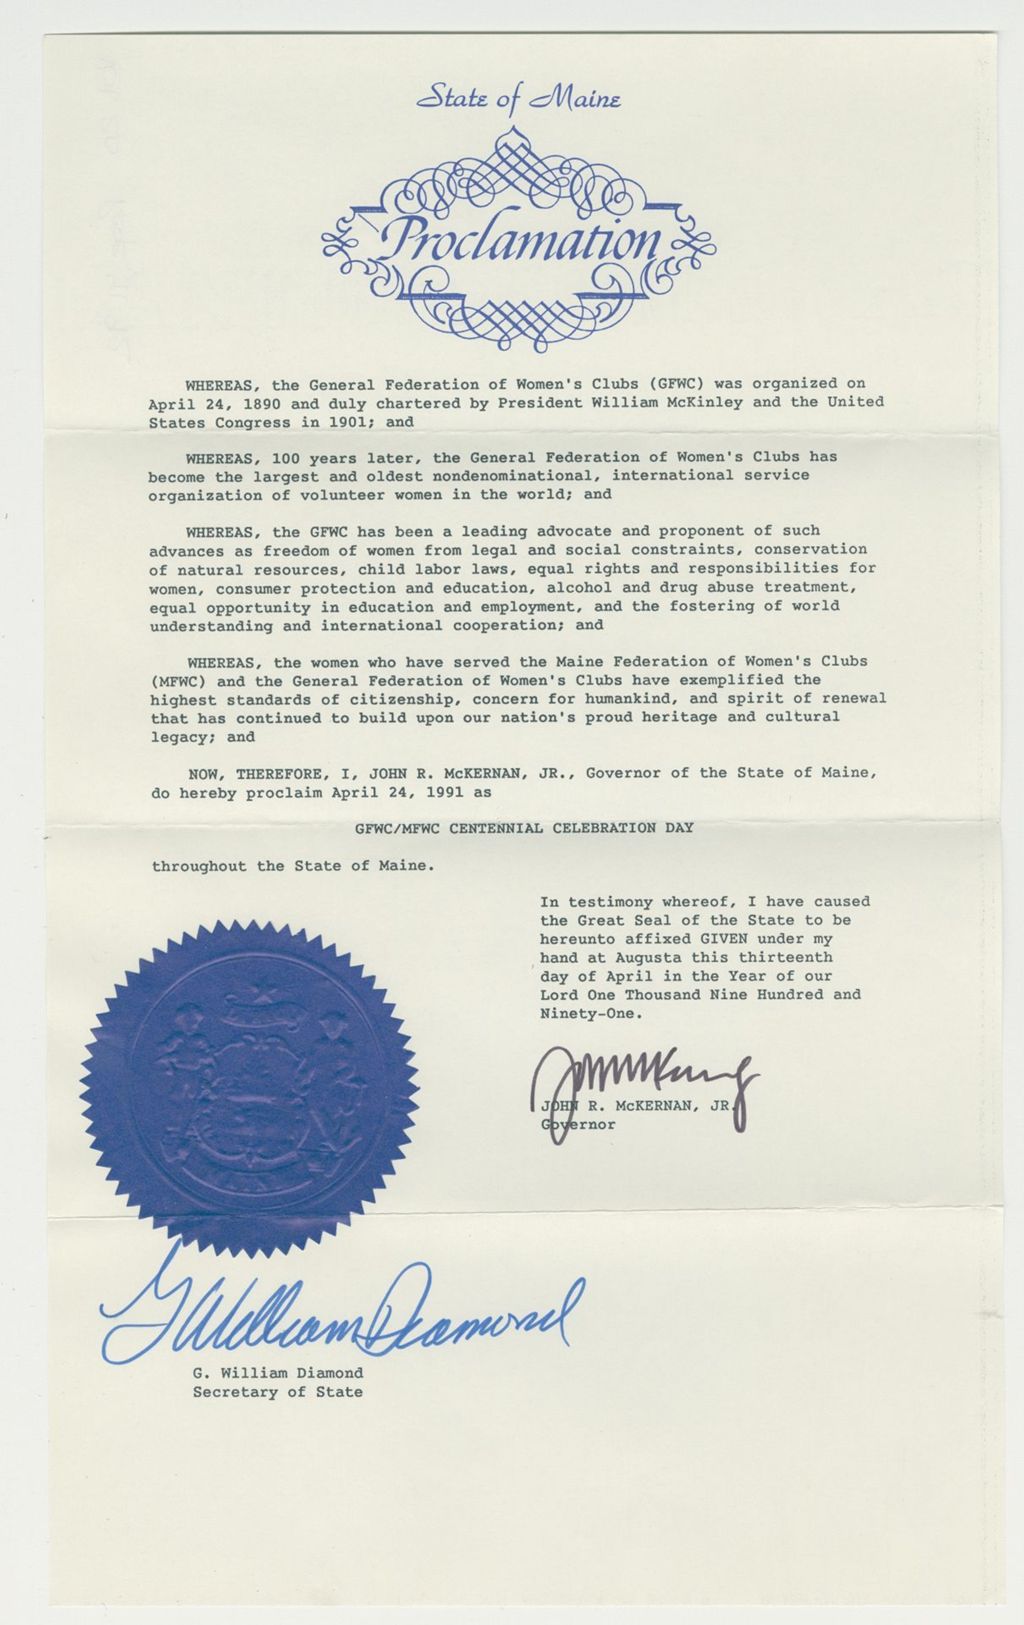 State of Maine
Proclamation
WHEREAS, the General Federation of Women's Clubs (GFWC) was organized on
April 24, 1890 and duly chartered by President William McKinley and the United
States Congress in 1901; and
WHEREAS, 100 years later, the General Federation of Women's Clubs has
become the largest and oldest nondenominational, international service
organization of volunteer women in the world; and
WHEREAS, the GFWC has been a leading advocate and proponent of such
advances as freedom of women from legal and social constraints, conservation
of natural resources, child labor laws, equal rights and responsibilities for
women, consumer protection and education, alcohol and drug abuse treatment,
equal opportunity in education and employment, and the fostering of world
understanding and international cooperation; and
WHEREAS, the women who have served the Maine Federation of Women's Clubs
(MFWC) and the General Federation of Women's Clubs have exemplified the
highest standards of citizenship, concern for humankind, and spirit of renewal
that has continued to build upon our nation's proud heritage and cultural
legacy; and
NOW, THEREFORE, I, JOHN R. McKERNAN, JR., Governor of the State of Maine,
do hereby proclaim April 24, 1991 as
GFWC/MFWC CENTENNIAL CELEBRATION DAY
throughout the State of Maine.
In testimony whereof, I have caused
the Great Seal of the State to be
hereunto affixed GIVEN under my
hand at Augusta this thirteenth
day of April in the Year of our
Lord One Thousand Nine Hundred and
Ninety-One.
JOHN R. McKERNAN, JR.
Governor
G William Diamond
G. William Diamond
Secretary of State